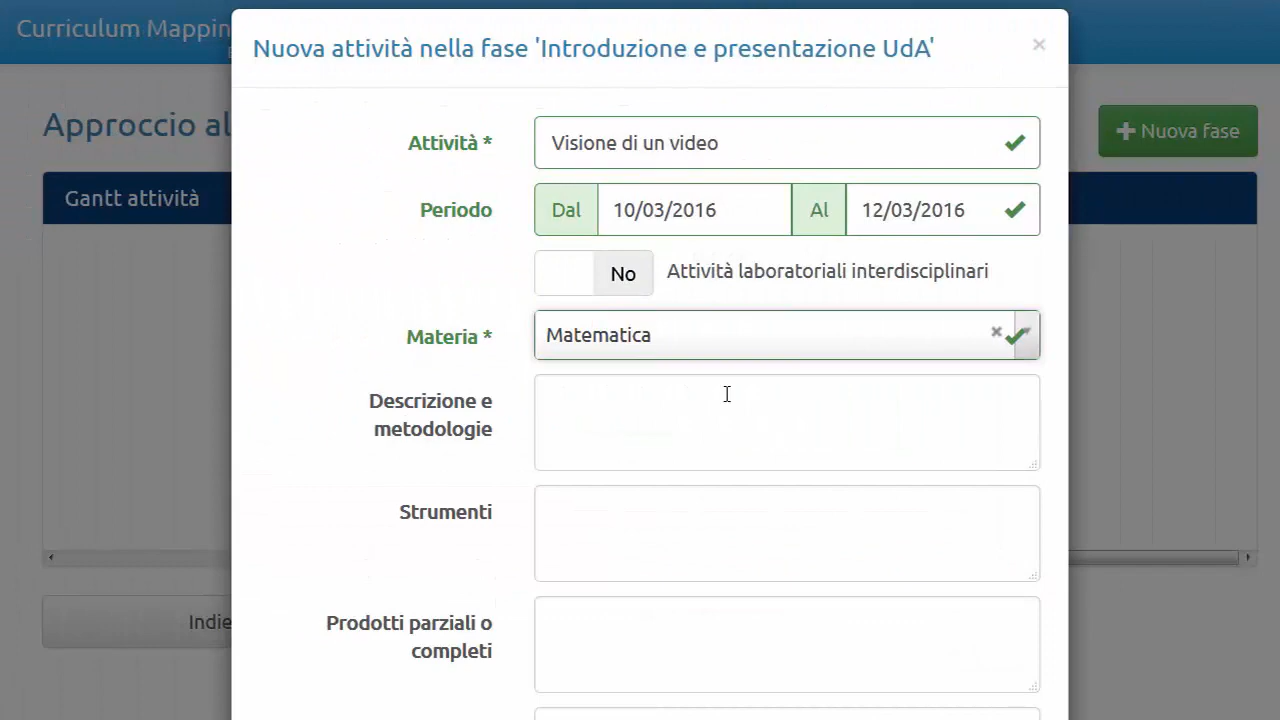 Curriculum Mappin
Nuova attività nella fase 'Introduzione e presentazione UdA'
×
Approccio al
Nuova fase
Gantt attività
Attività * Visione di un video
Periodo Dal 10/03/2016 Al 12/03/2016
No Attività laboratoriali interdisciplinari
Materia * Matematica ×
Descrizione e
metodologie
Strumenti
Prodotti parziali o
completi
Indie